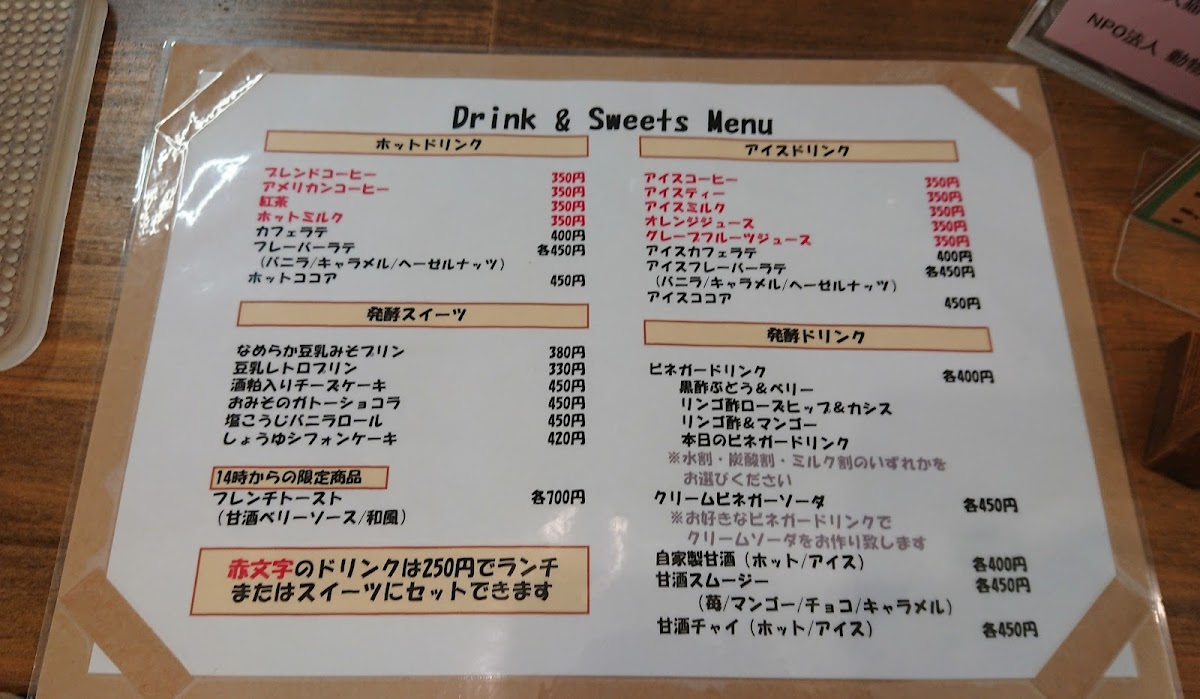 Drink & Sweets Menu
ホットドリンク
ブレンドコーヒー 350円
アメリカンコーヒー 350円
紅茶 350円
ホットミルク 350円
カフェラテ 400円
フレーバーラテ 各450円
(バニラ/キャラメル/ヘーゼルナッツ)
ホットココア 450円
発酵スイーツ
なめらか豆乳みそプリン 380円
豆乳レトロプリン 330円
酒粕入りチーズケーキ 450円
おみそのガトーショコラ 450円
塩こうじバニラロール 450円
しょうゆシフォンケーキ 420円
14時からの限定商品
フレンチトースト 各700円
(甘酒ベリーソース/和風)
赤文字のドリンクは250円でランチ
またはスイーツにセットできます
アイスドリンク
アイスコーヒー 350円
アイスティー 350円
アイスミルク 350円
オレンジジュース 350円
グレープフルーツジュース 350円
アイスカフェラテ 400円
アイスフレーバーラテ 各450円
(バニラ/キャラメル/ヘーゼルナッツ)
アイスココア 450円
発酵ドリンク
ビネガードリンク 各400円
黒酢ぶどう&ベリー
リンゴ酢ローズヒップ&カシス
リンゴ酢&マンゴー
本日のビネガードリンク
※水割・炭酸割・ミルク割のいずれかを
お選びください
クリームビネガーソーダ 各450円
※お好きなビネガードリンクで
クリームソーダをお作り致します
自家製甘酒(ホット/アイス) 各400円
甘酒スムージー 各450円
(苺/マンゴー/チョコ/キャラメル)
甘酒チャイ(ホット/アイス) 各450円
NPO法人 動物